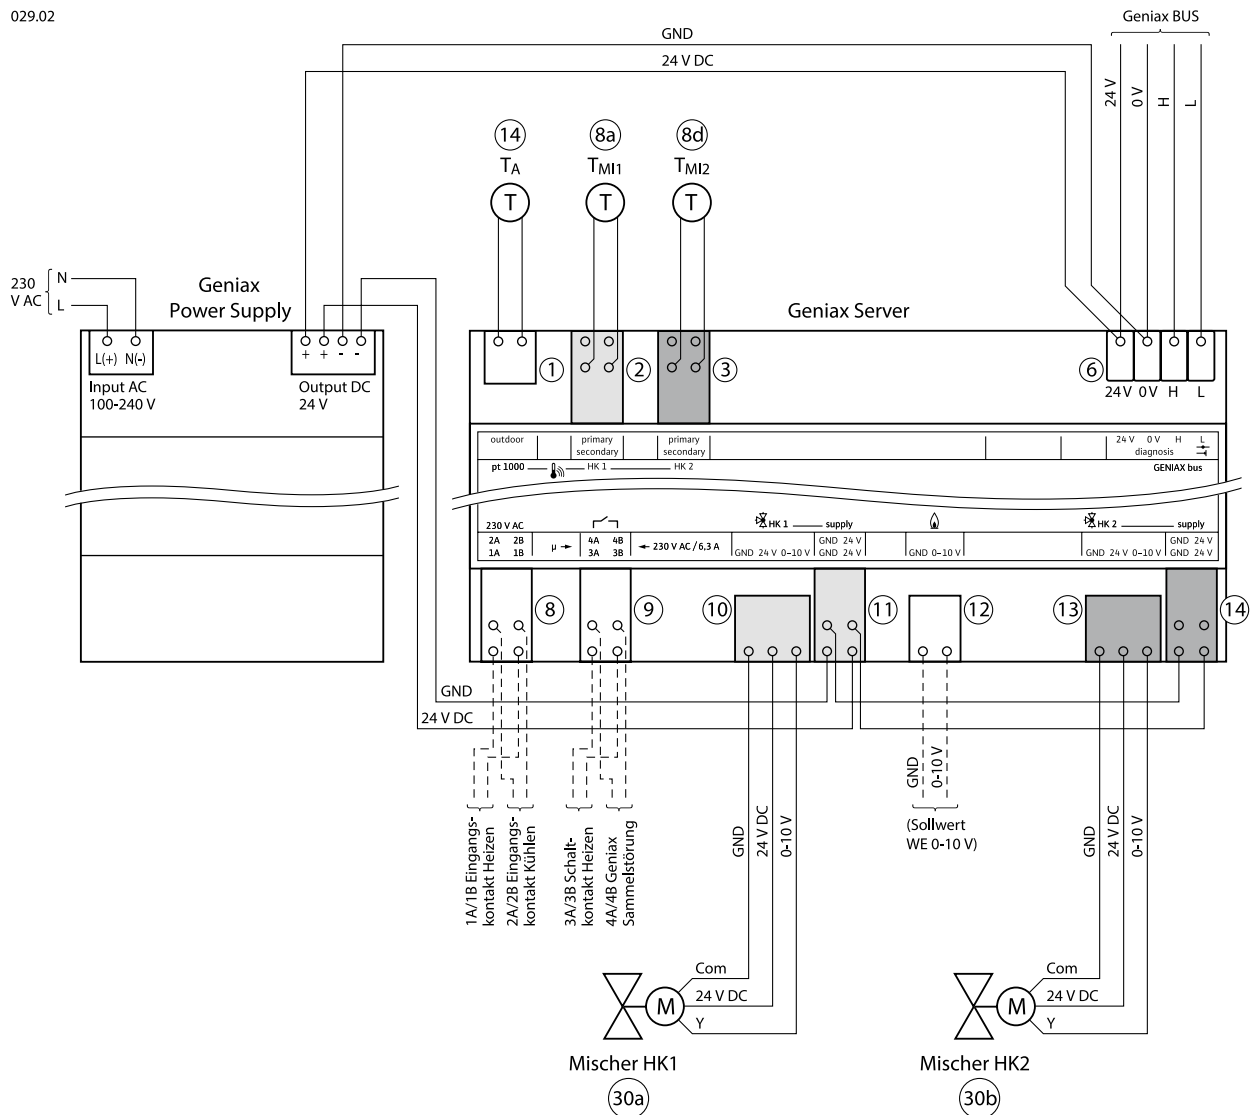 029.02
Geniax BUS
GND
24 V DC
24 V
0 V
H
L
14
8a
8d
TA
TMI1
TMI2
T
T
T
230
V AC
N
L
Geniax
Power Supply
Geniax Server
L(+) N(-)
+ + - -
Input AC
100-240 V
Output DC
24 V
1
2
3
6
24 V 0 V H L
outdoor
primary
secondary
primary
secondary
24 V 0 V H L
diagnosis
pt 1000
HK 1
HK 2
GENIAX bus
230 V AC
HK 1
supply
HK 2
supply
2A 2B
1A 1B
µ
4A 4B
3A 3B
230 V AC / 6,3 A
GND 24 V 0–10 V
GND 24 V
GND 24 V
GND 0–10 V
GND 24 V 0–10 V
GND 24 V
GND 24 V
8
9
10
11
12
13
14
GND
24 V DC
1A/1B Eingangs-
kontakt Heizen
2A/2B Eingangs-
kontakt Kühlen
3A/3B Schalt-
kontakt Heizen
4A/4B Geniax
Sammelstörung
GND
24 V DC
0-10 V
GND
0-10 V
(Sollwert
WE 0-10 V)
GND
24 V DC
0-10 V
Com
24 V DC
Y
M
Com
24 V DC
Y
M
Mischer HK1
30a
Mischer HK2
30b